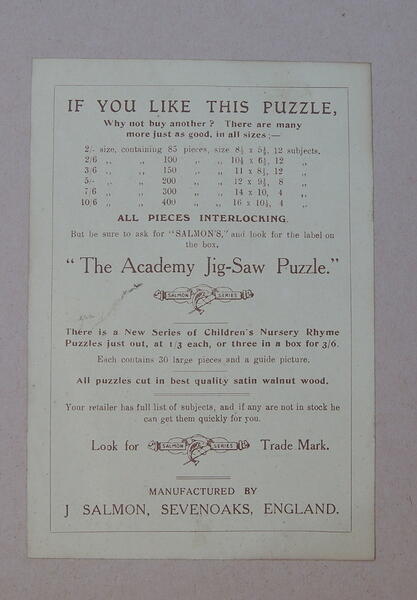 IF YOU LIKE THIS PUZZLE,
Why not buy another? There are many
more just as good, in all sizes:—
2/- size, containing 85 pieces, size 8½ x 5½, 12 subjects.
2/6 ,, ,, 100 ,, ,, 10½ x 6½, 12 ,,
3/6 ,, ,, 150 ,, ,, 11 x 8½, 12 ,,
5/- ,, ,, 200 ,, ,, 12 x 9½, 8 ,,
7/6 ,, ,, 300 ,, ,, 14 x 10, 4 ,,
10/6 ,, ,, 400 ,, ,, 16 x 10½, 4 ,,
ALL PIECES INTERLOCKING.
But be sure to ask for "SALMON'S," and look for the label on
the box.
"The Academy Jig-Saw Puzzle."
SALMON SERIES
There is a New Series of Children's Nursery Rhyme
Puzzles just out, at 1/3 each, or three in a box for 3/6.
Each contains 30 large pieces and a guide picture.
All puzzles cut in best quality satin walnut wood.
Your retailer has full list of subjects, and if any are not in stock he
can get them quickly for you.
Look for SALMON SERIES Trade Mark.
MANUFACTURED BY
J SALMON, SEVENOAKS, ENGLAND.